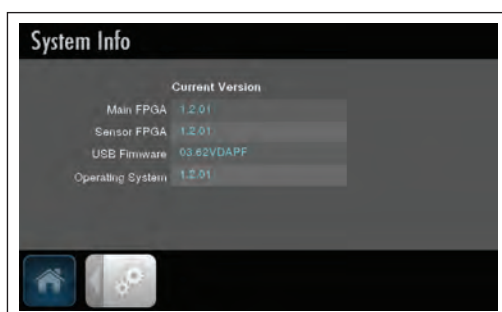 System Info
Current Version
Main FPGA 1.2.01
Sensor FPGA 1.2.01
USB Firmware 03.62VDAPF
Operating System 1.2.01